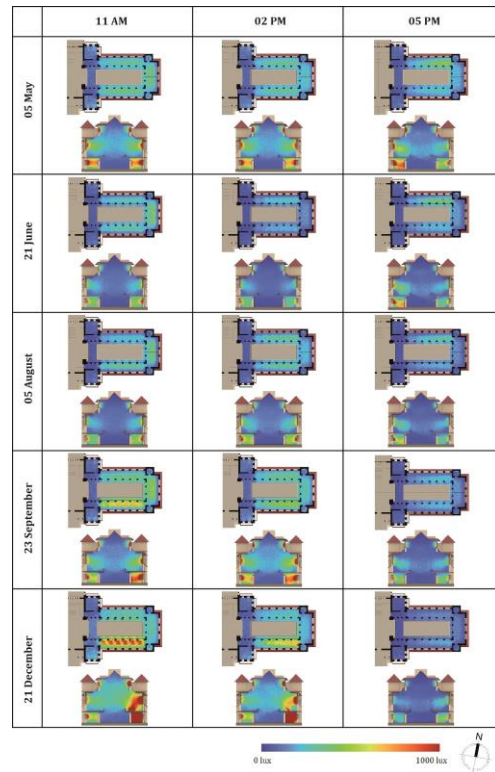 11 AM 02 PM 05 PM
05 May
21 June
05 August
23 September
21 December
0 lux 1000 lux
N